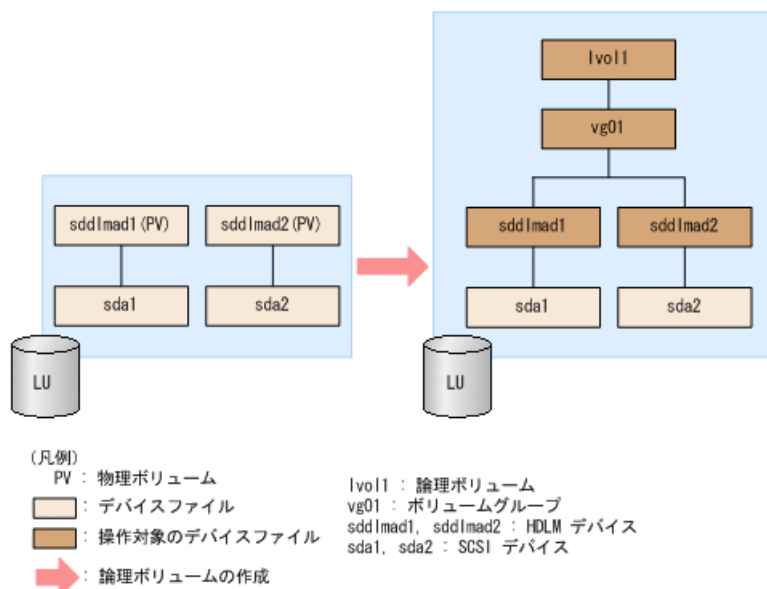 lvol1
vg01
sddlmad1(PV) sddlmad2(PV)
sddlmad1 sddlmad2
sda1 sda2
sda1 sda2
LU
LU
(凡例)
PV : 物理ボリューム
: デバイスファイル
: 操作対象のデバイスファイル
: 論理ボリュームの作成
lvol1 : 論理ボリューム
vg01 : ボリュームグループ
sddlmad1, sddlmad2 : HDLM デバイス
sda1, sda2 : SCSI デバイス